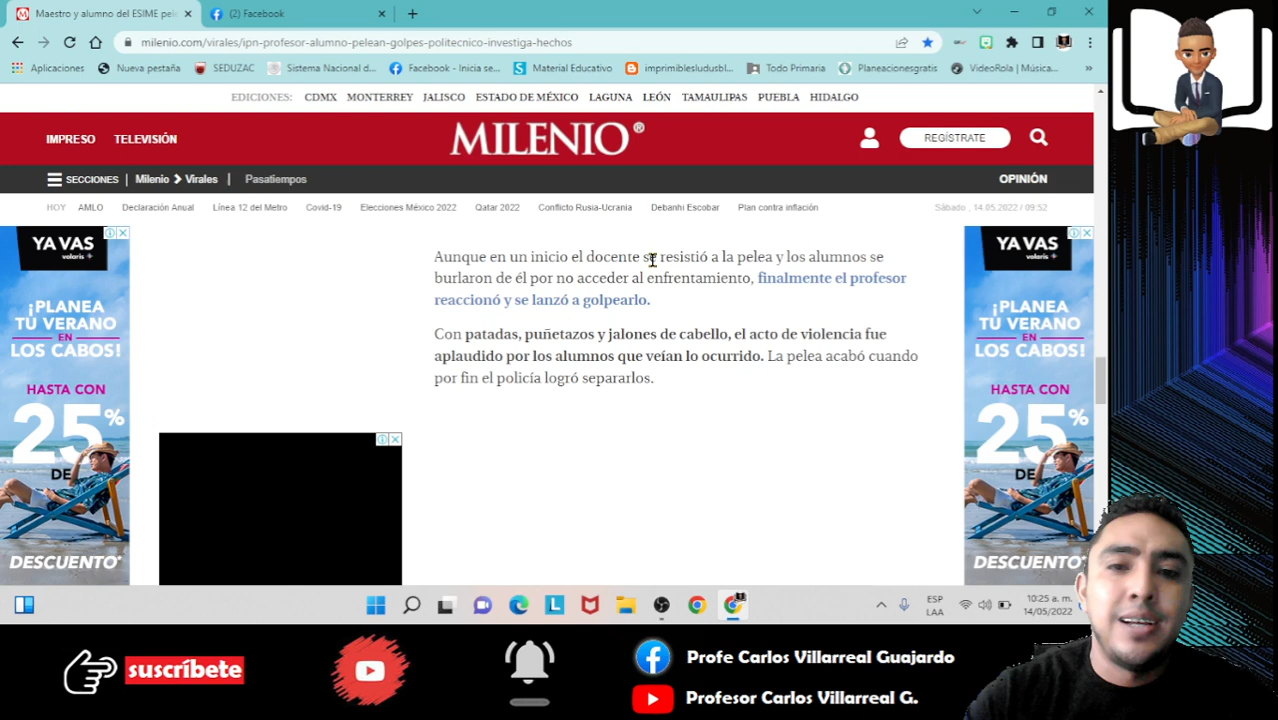 Maestro y alumno del ESIME pel
(2) Facebook
milenio.com/virales/ipn-profesor-alumno-pelean-golpes-politecnico-investiga-hechos
Aplicaciones
Nueva pestaña
SEDUZAC
Sistema Nacional d...
Facebook - Inicia se...
Material Educativo
imprimiblesludusbl...
Todo Primaria
Planeacionesgratis
VideoRola | Música...
EDICIONES: CDMX MONTERREY JALISCO ESTADO DE MÉXICO LAGUNA LEÓN TAMAULIPAS PUEBLA HIDALGO
IMPRESO TELEVISIÓN
MILENIO®
REGÍSTRATE
SECCIONES | Milenio > Virales | Pasatiempos
OPINIÓN
HOY AMLO Declaración Anual Línea 12 del Metro Covid-19 Elecciones México 2022 Qatar 2022 Conflicto Rusia-Ucrania Debanhi Escobar Plan contra inflación
Sábado , 14.05.2022 / 09:52
YA VAS
volaris
¡PLANEA
TU VERANO
EN
LOS CABOS!
HASTA CON
25%
DE
DESCUENTO*
Aunque en un inicio el docente se resistió a la pelea y los alumnos se
burlaron de él por no acceder al enfrentamiento, finalmente el profesor
reaccionó y se lanzó a golpearlo.
Con patadas, puñetazos y jalones de cabello, el acto de violencia fue
aplaudido por los alumnos que veían lo ocurrido. La pelea acabó cuando
por fin el policía logró separarlos.
YA VAS
volaris
¡PLANEA
TU VERANO
EN
LOS CABOS!
HASTA CON
25%
DE
DESCUENTO*
ESP
LAA
10:25 a. m.
14/05/2022
suscríbete
Profe Carlos Villarreal Guajardo
Profesor Carlos Villarreal G.